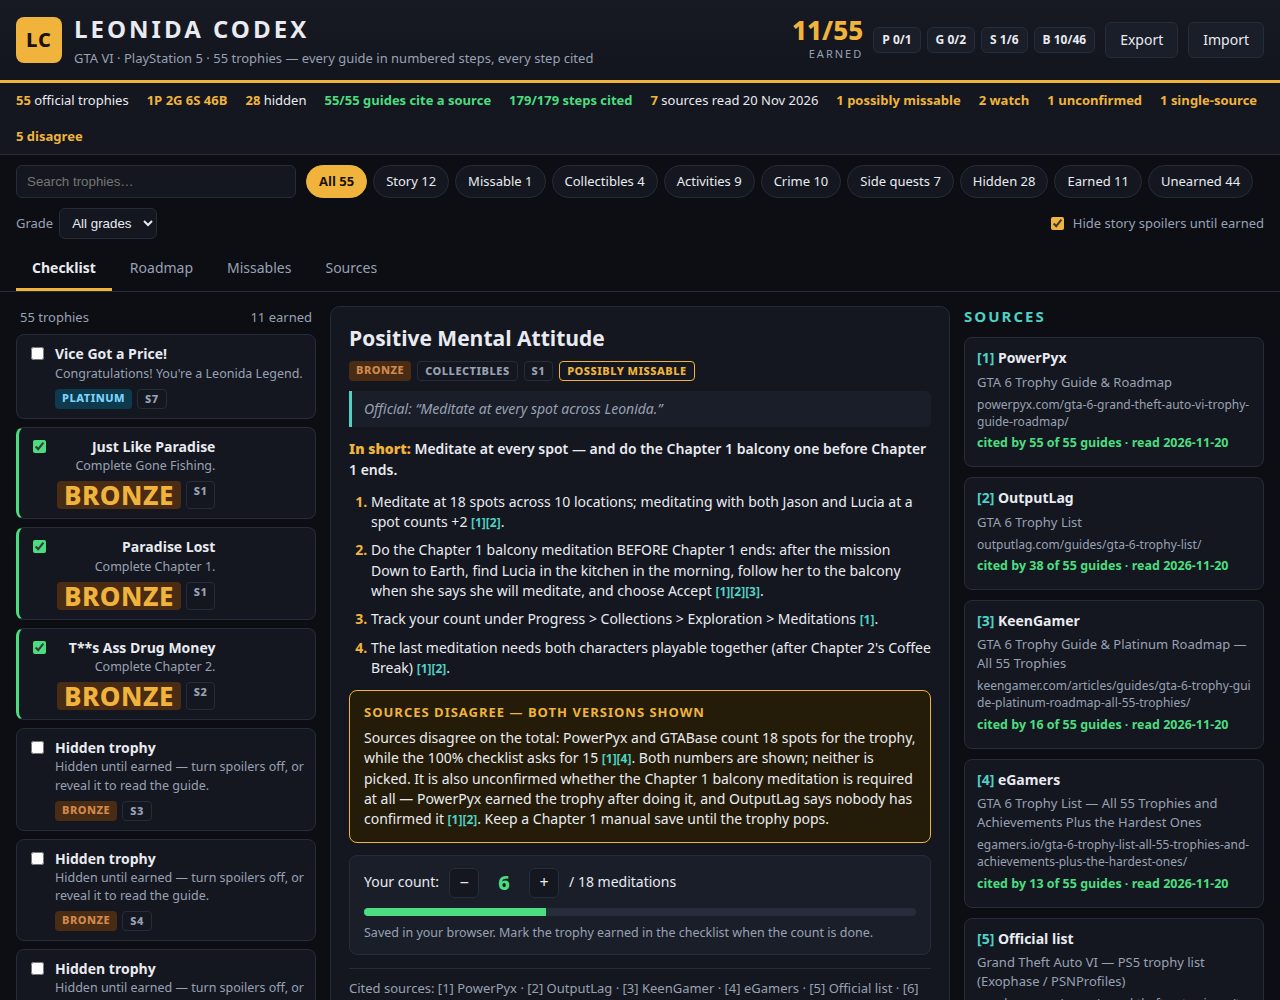 LC
LEONIDA CODEX
GTA VI · PlayStation 5 · 55 trophies — every guide in numbered steps, every step cited
11/55
EARNED
P 0/1
G 0/2
S 1/6
B 10/46
Export
Import
55 official trophies
1P 2G 6S 46B
28 hidden
55/55 guides cite a source
179/179 steps cited
7 sources read 20 Nov 2026
1 possibly missable
2 watch
1 unconfirmed
1 single-source
5 disagree
Search trophies…
All 55
Story 12
Missable 1
Collectibles 4
Activities 9
Crime 10
Side quests 7
Hidden 28
Earned 11
Unearned 44
Grade
All grades
Hide story spoilers until earned
Checklist
Roadmap
Missables
Sources
55 trophies
11 earned
Vice Got a Price!
Congratulations! You're a Leonida Legend.
PLATINUM
S7
Just Like Paradise
Complete Gone Fishing.
BRONZE
S1
Paradise Lost
Complete Chapter 1.
BRONZE
S1
T**s Ass Drug Money
Complete Chapter 2.
BRONZE
S2
Hidden trophy
Hidden until earned — turn spoilers off, or
reveal it to read the guide.
BRONZE
S3
Hidden trophy
Hidden until earned — turn spoilers off, or
reveal it to read the guide.
BRONZE
S4
Hidden trophy
Hidden until earned — turn spoilers off, or
Positive Mental Attitude
BRONZE
COLLECTIBLES
S1
POSSIBLY MISSABLE
Official: “Meditate at every spot across Leonida.”
In short: Meditate at every spot — and do the Chapter 1 balcony one before Chapter
1 ends.
1. Meditate at 18 spots across 10 locations; meditating with both Jason and Lucia at a
spot counts +2 [1][2].
2. Do the Chapter 1 balcony meditation BEFORE Chapter 1 ends: after the mission
Down to Earth, find Lucia in the kitchen in the morning, follow her to the balcony
when she says she will meditate, and choose Accept [1][2][3].
3. Track your count under Progress > Collections > Exploration > Meditations [1].
4. The last meditation needs both characters playable together (after Chapter 2's Coffee
Break) [1][2].
SOURCES DISAGREE — BOTH VERSIONS SHOWN
Sources disagree on the total: PowerPyx and GTABase count 18 spots for the trophy,
while the 100% checklist asks for 15 [1][4]. Both numbers are shown; neither is
picked. It is also unconfirmed whether the Chapter 1 balcony meditation is required
at all — PowerPyx earned the trophy after doing it, and OutputLag says nobody has
confirmed it [1][2]. Keep a Chapter 1 manual save until the trophy pops.
Your count:
−
6
+
/ 18 meditations
Saved in your browser. Mark the trophy earned in the checklist when the count is done.
Cited sources: [1] PowerPyx · [2] OutputLag · [3] KeenGamer · [4] eGamers · [5] Official list · [6]
SOURCES
[1] PowerPyx
GTA 6 Trophy Guide & Roadmap
powerpyx.com/gta-6-grand-theft-auto-vi-trophy-
guide-roadmap/
cited by 55 of 55 guides · read 2026-11-20
[2] OutputLag
GTA 6 Trophy List
outputlag.com/guides/gta-6-trophy-list/
cited by 38 of 55 guides · read 2026-11-20
[3] KeenGamer
GTA 6 Trophy Guide & Platinum Roadmap —
All 55 Trophies
keengamer.com/articles/guides/gta-6-trophy-gui
de-platinum-roadmap-all-55-trophies/
cited by 16 of 55 guides · read 2026-11-20
[4] eGamers
GTA 6 Trophy List — All 55 Trophies and
Achievements Plus the Hardest Ones
egamers.io/gta-6-trophy-list-all-55-trophies-and-
achievements-plus-the-hardest-ones/
cited by 13 of 55 guides · read 2026-11-20
[5] Official list
Grand Theft Auto VI — PS5 trophy list
(Exophase / PSNProfiles)